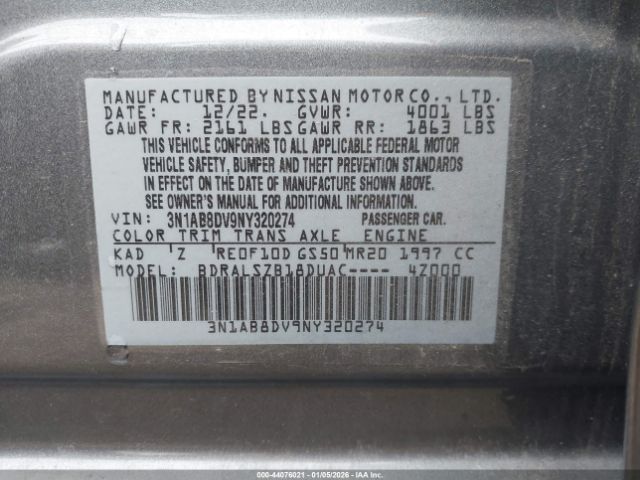 MANUFACTURED BY NISSAN MOTOR CO., LTD.
DATE: 12/22. GVWR: 4001 LBS
GAWR FR: 2161 LBS GAWR RR: 1863 LBS
THIS VEHICLE CONFORMS TO ALL APPLICABLE FEDERAL MOTOR
VEHICLE SAFETY, BUMPER AND THEFT PREVENTION STANDARDS
IN EFFECT ON THE DATE OF MANUFACTURE SHOWN ABOVE.
SEE OWNER'S MANUAL FOR ADDITIONAL INFORMATION.
VIN: 3N1AB8DV9NY320274 PASSENGER CAR.
COLOR TRIM TRANS AXLE ENGINE
KAD Z RE0F10D GS50 MR20 1997 CC
MODEL: BDRALSZB18DUAC---- 4Z000
3N1AB8DV9NY320274
000-44076021 | 01/05/2026 - IAAI.COM